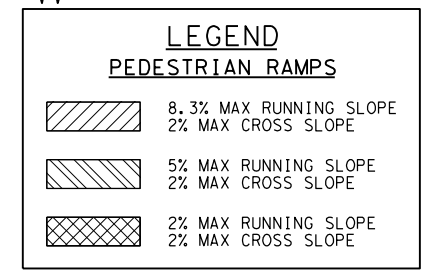 LEGEND
PEDESTRIAN RAMPS
8.3% MAX RUNNING SLOPE
2% MAX CROSS SLOPE
5% MAX RUNNING SLOPE
2% MAX CROSS SLOPE
2% MAX RUNNING SLOPE
2% MAX CROSS SLOPE